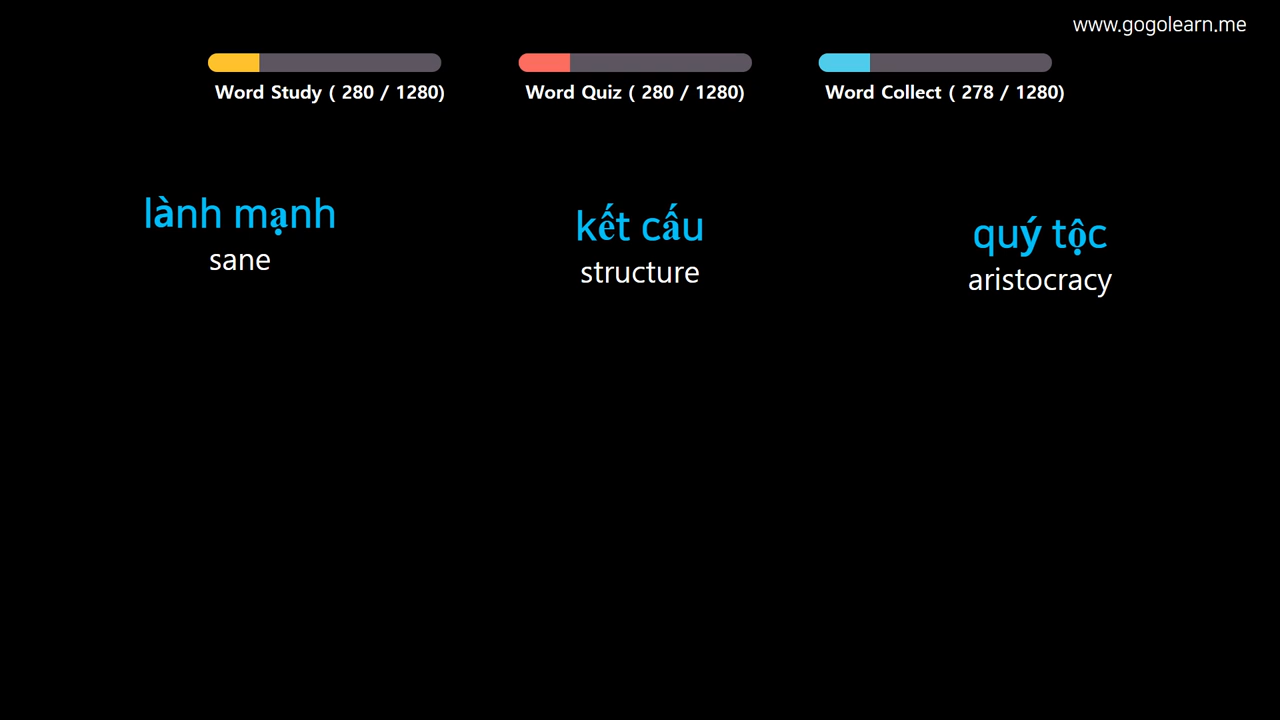 www.gogolearn.me
Word Study ( 280 / 1280)
Word Quiz ( 280 / 1280)
Word Collect ( 278 / 1280)
lành mạnh
sane
kết cấu
structure
quý tộc
aristocracy